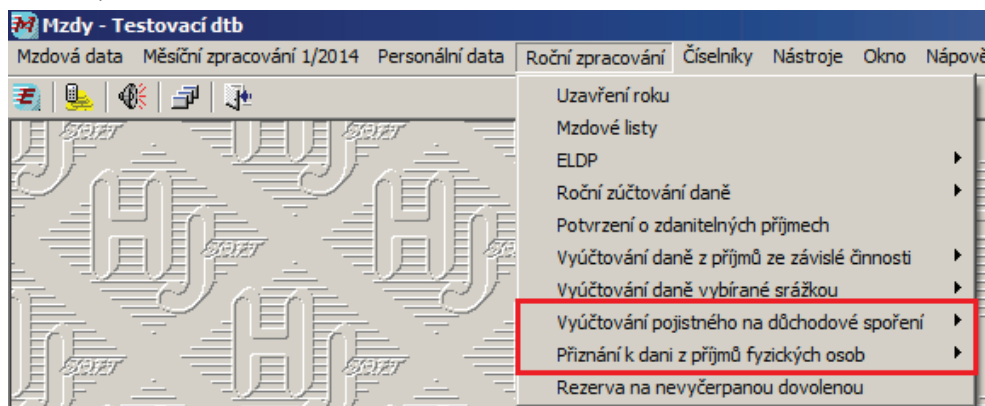 Mzdy - Testovací dtb
Mzdová data Měsíční zpracování 1/2014 Personální data Roční zpracování Číselníky Nástroje Okno
Uzavření roku
Mzdové listy
ELDP
Roční zúčtování daně
Potvrzení o zdanitelných příjmech
Vyúčtování daně z příjmů ze závislé činnosti
Vyúčtování daně vybírané srážkou
Vyúčtování pojistného na důchodové spoření
Přiznání k dani z příjmů fyzických osob
Rezerva na nevyčerpanou dovolenou